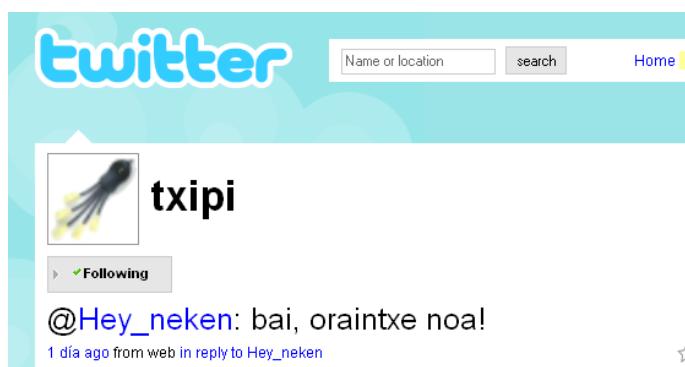 twitter
Name or location search Home
txipi
Following
@Hey_neken: bai, oraintxe noa!
1 día ago from web in reply to Hey_neken